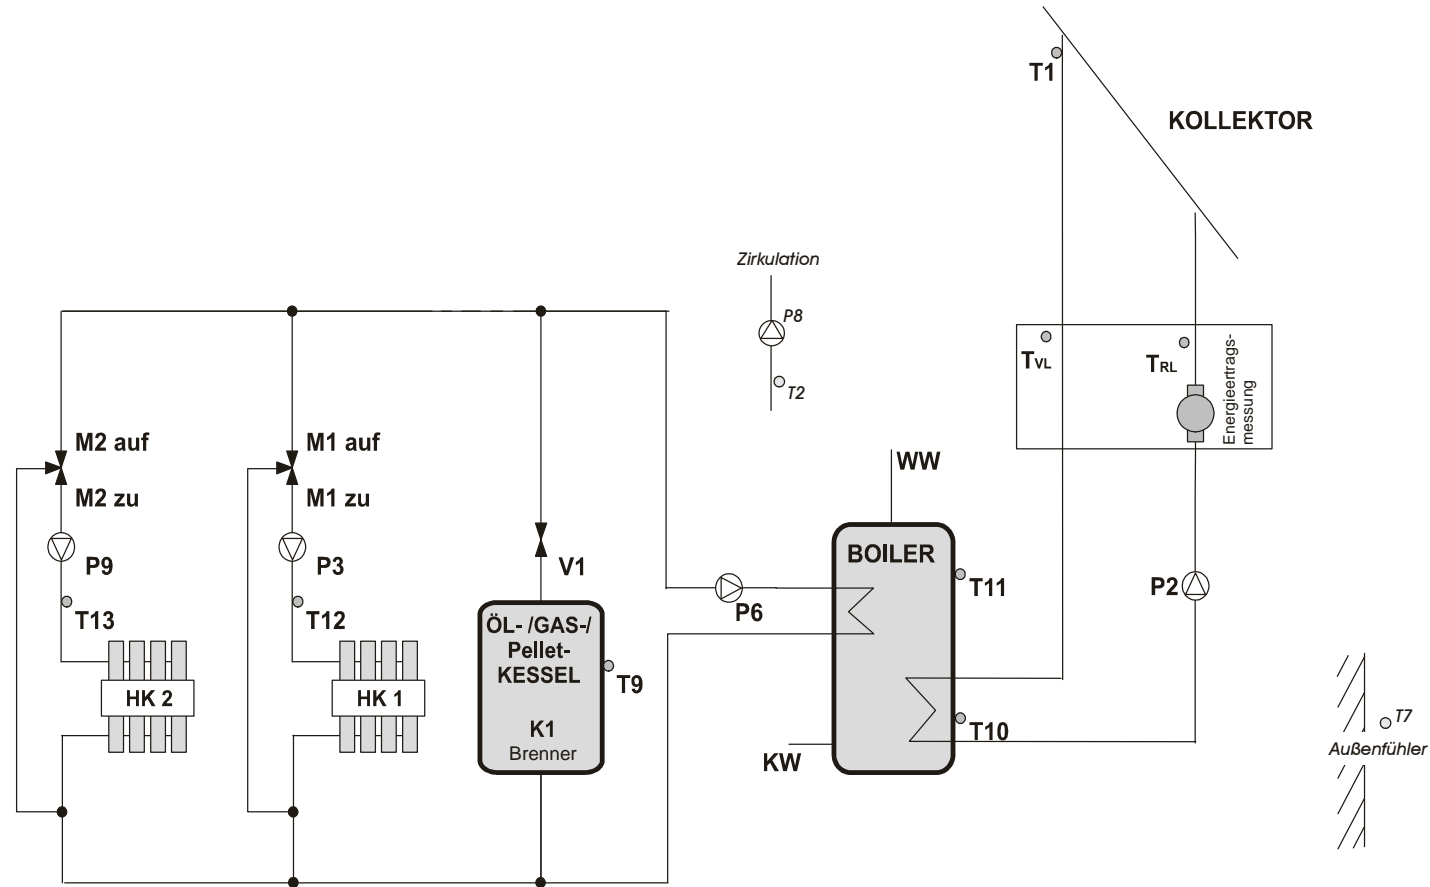 T1
KOLLEKTOR
Zirkulation
P8
T2
TVL
TRL
Energieertrags-
messung
M2 auf
M2 zu
P9
T13
HK 2
M1 auf
M1 zu
P3
T12
HK 1
V1
ÖL- /GAS-/
Pellet-
KESSEL
K1
Brenner
T9
P6
WW
BOILER
T11
T10
KW
P2
T7
Außenfühler